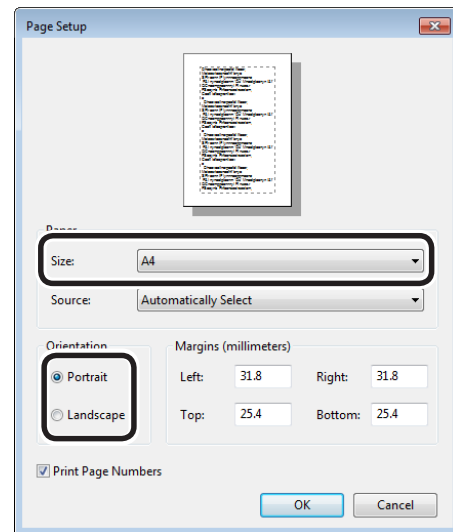 Page Setup
Paper
Size: A4
Source: Automatically Select
Orientation
Margins (millimeters)
Portrait
Left: 31.8 Right: 31.8
Landscape
Top: 25.4 Bottom: 25.4
Print Page Numbers
OK Cancel